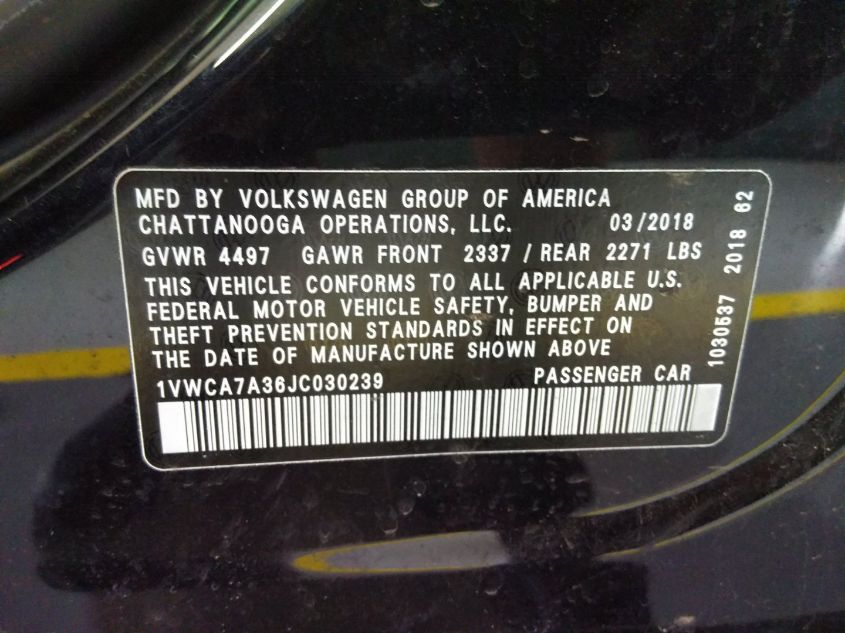 MFD BY VOLKSWAGEN GROUP OF AMERICA
CHATTANOOGA OPERATIONS, LLC. 03/2018
GVWR 4497 GAWR FRONT 2337 / REAR 2271 LBS
THIS VEHICLE CONFORMS TO ALL APPLICABLE U.S.
FEDERAL MOTOR VEHICLE SAFETY, BUMPER AND
THEFT PREVENTION STANDARDS IN EFFECT ON
THE DATE OF MANUFACTURE SHOWN ABOVE
1VWCA7A36JC030239 PASSENGER CAR
1030537 2018 62